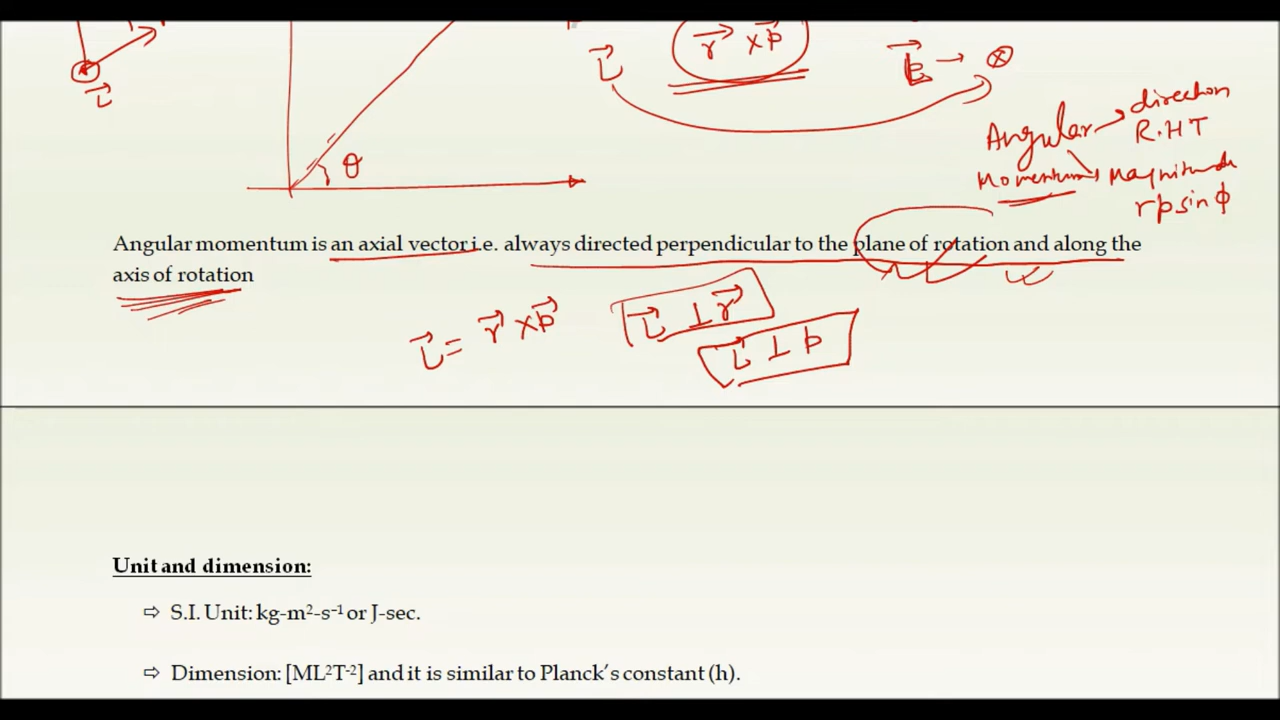 L⃗ r⃗ × p⃗ L⃗ → ⊗
L⃗
direction
Angular
R.H T
θ
Momentum
Magnitude
rp sin ϕ
Angular momentum is an axial vector i.e. always directed perpendicular to the plane of rotation and along the
axis of rotation
L⃗ = r⃗ × p⃗ L⃗ ⊥ r⃗
L⃗ ⊥ p
Unit and dimension:
⇨ S.I. Unit: kg-m²-s⁻¹ or J-sec.
⇨ Dimension: [ML²T⁻²] and it is similar to Planck's constant (h).